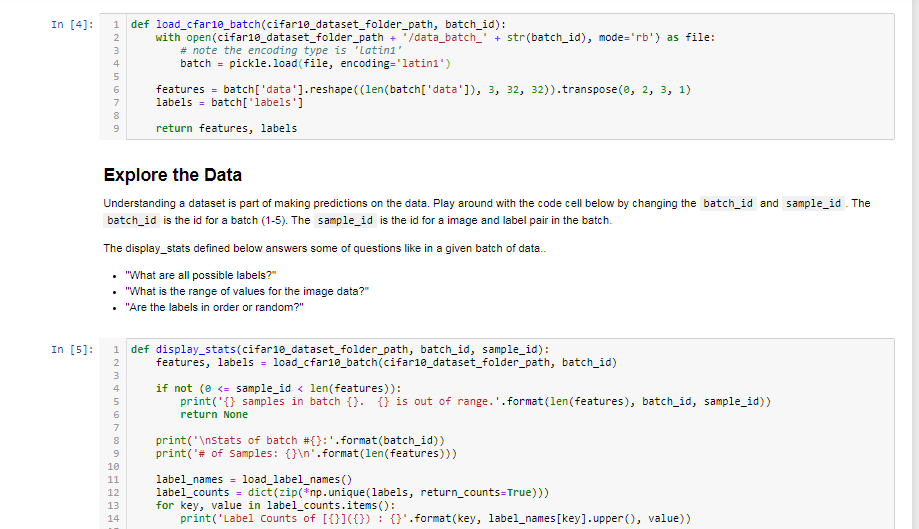 In [4]:
1 def load_cfar10_batch(cifar10_dataset_folder_path, batch_id):
2 with open(cifar10_dataset_folder_path + '/data_batch_' + str(batch_id), mode='rb') as file:
3 # note the encoding type is 'latin1'
4 batch = pickle.load(file, encoding='latin1')
5
6 features = batch['data'].reshape((len(batch['data']), 3, 32, 32)).transpose(0, 2, 3, 1)
7 labels = batch['labels']
8
9 return features, labels
Explore the Data
Understanding a dataset is part of making predictions on the data. Play around with the code cell below by changing the batch_id and sample_id. The
batch_id is the id for a batch (1-5). The sample_id is the id for a image and label pair in the batch.
The display_stats defined below answers some of questions like in a given batch of data..
• "What are all possible labels?"
• "What is the range of values for the image data?"
• "Are the labels in order or random?"
In [5]:
1 def display_stats(cifar10_dataset_folder_path, batch_id, sample_id):
2 features, labels = load_cfar10_batch(cifar10_dataset_folder_path, batch_id)
3
4 if not (0 <= sample_id < len(features)):
5 print('{} samples in batch {}.  {} is out of range.'.format(len(features), batch_id, sample_id))
6 return None
7
8 print('\nStats of batch #{}:'.format(batch_id))
9 print('# of Samples: {}\n'.format(len(features)))
10
11 label_names = load_label_names()
12 label_counts = dict(zip(*np.unique(labels, return_counts=True)))
13 for key, value in label_counts.items():
14 print('Label Counts of [{}]({}) : {}'.format(key, label_names[key].upper(), value))